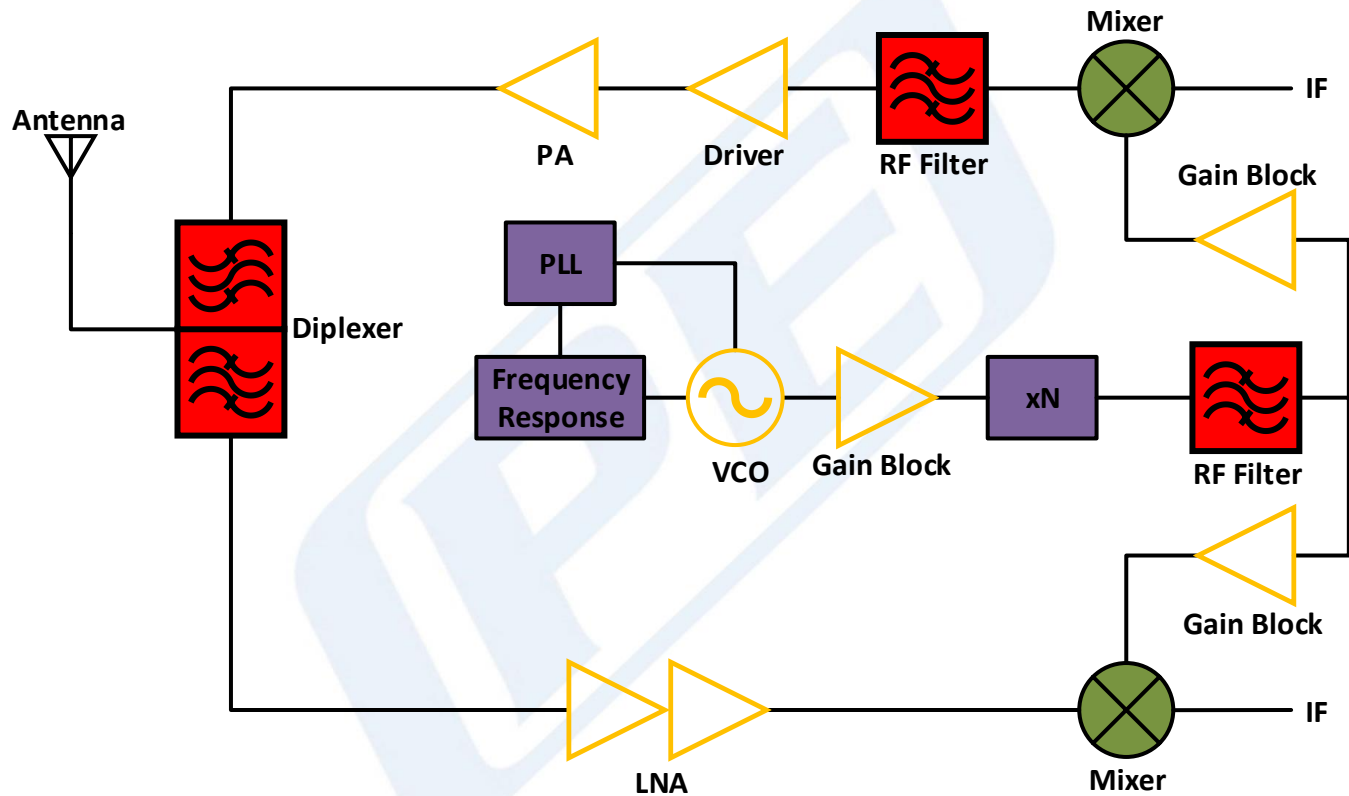 Mixer
IF
Antenna
PA
Driver
RF Filter
Gain Block
PLL
Diplexer
Frequency
Response
xN
VCO
Gain Block
RF Filter
Gain Block
IF
LNA
Mixer
PEI